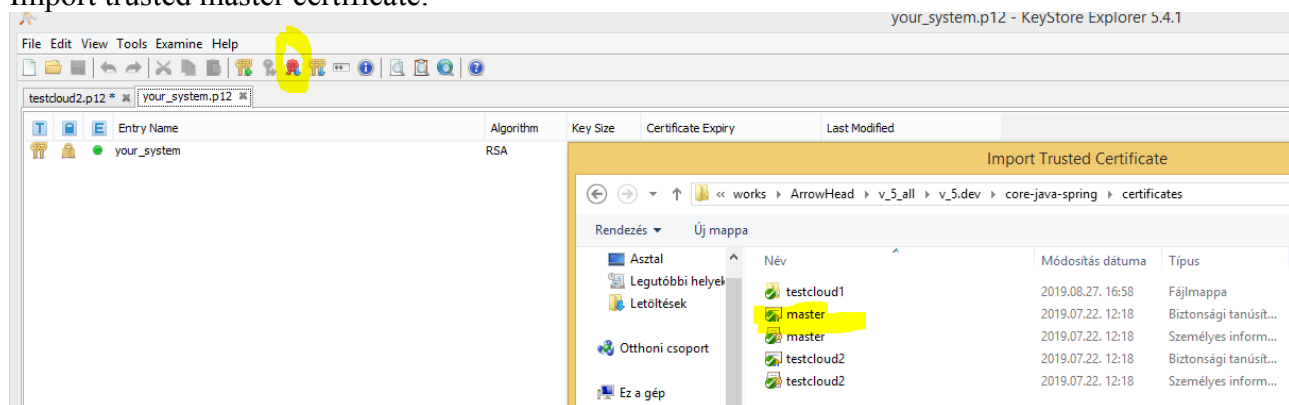 Import trusted master certificate:
your_system.p12 - KeyStore Explorer 5.4.1
File Edit View Tools Examine Help
testcloud2.p12 * your_system.p12
T E Entry Name Algorithm Key Size Certificate Expiry Last Modified
your_system RSA
Import Trusted Certificate
« works ArrowHead v_5_all v_5.dev core-java-spring certificates
Rendezés Új mappa
Asztal
Legutóbbi helyek
Letöltések
Otthoni csoport
Ez a gép
Név Módosítás dátuma Típus
testcloud1 2019.08.27. 16:58 Fájlmappa
master 2019.07.22. 12:18 Biztonsági tanúsít...
master 2019.07.22. 12:18 Személyes inform...
testcloud2 2019.07.22. 12:18 Biztonsági tanúsít...
testcloud2 2019.07.22. 12:18 Személyes inform...